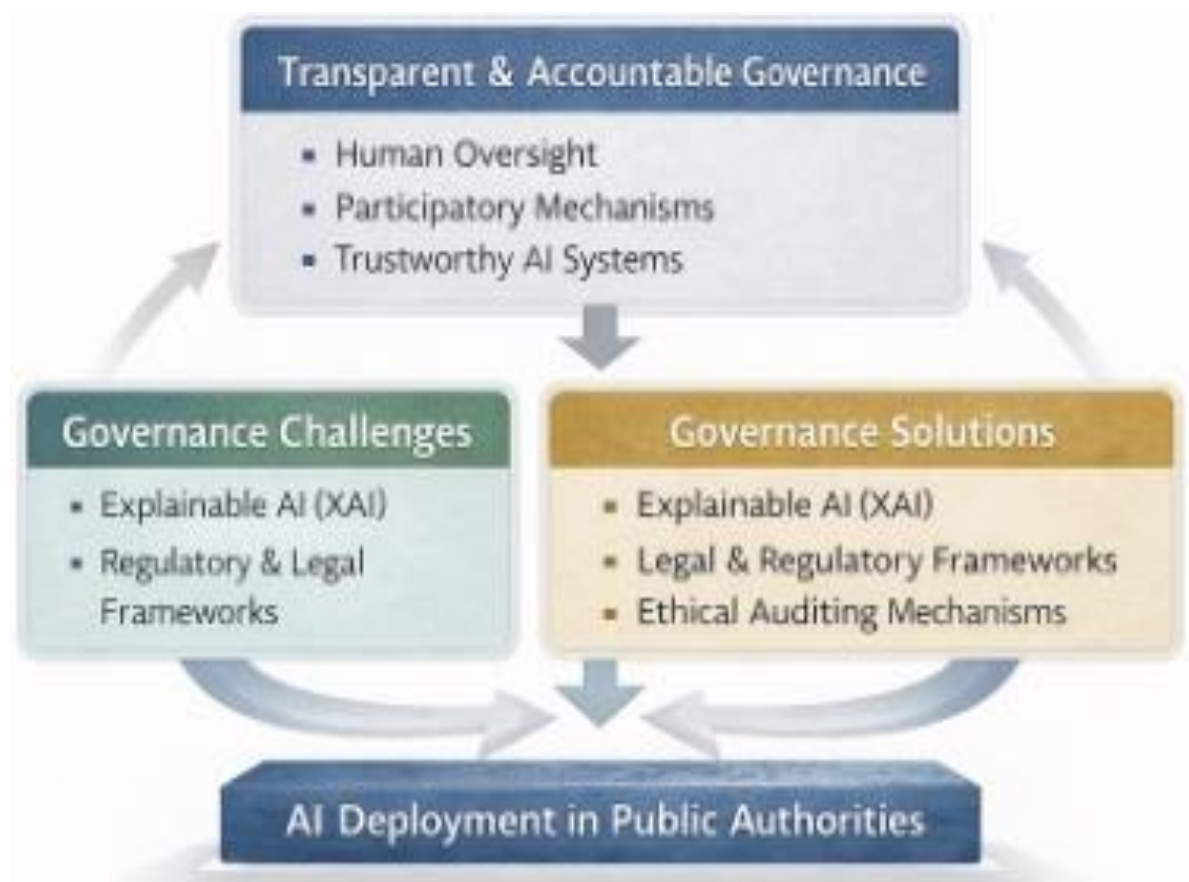 Transparent & Accountable Governance
▪ Human Oversight
▪ Participatory Mechanisms
▪ Trustworthy AI Systems
Governance Challenges
▪ Explainable AI (XAI)
▪ Regulatory & Legal
Frameworks
Governance Solutions
▪ Explainable AI (XAI)
▪ Legal & Regulatory Frameworks
▪ Ethical Auditing Mechanisms
AI Deployment in Public Authorities